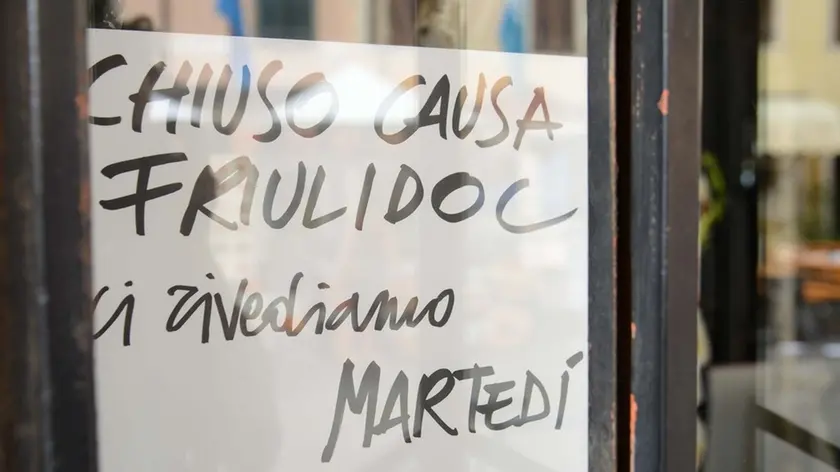 CHIUSO CAUSA
FRIULIDOC
ci rivediamo
MARTEDÍ